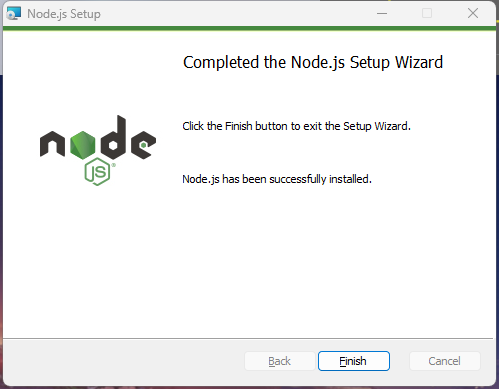 Node.js Setup
Completed the Node.js Setup Wizard
Click the Finish button to exit the Setup Wizard.
node
JS
Node.js has been successfully installed.
Back
Finish
Cancel